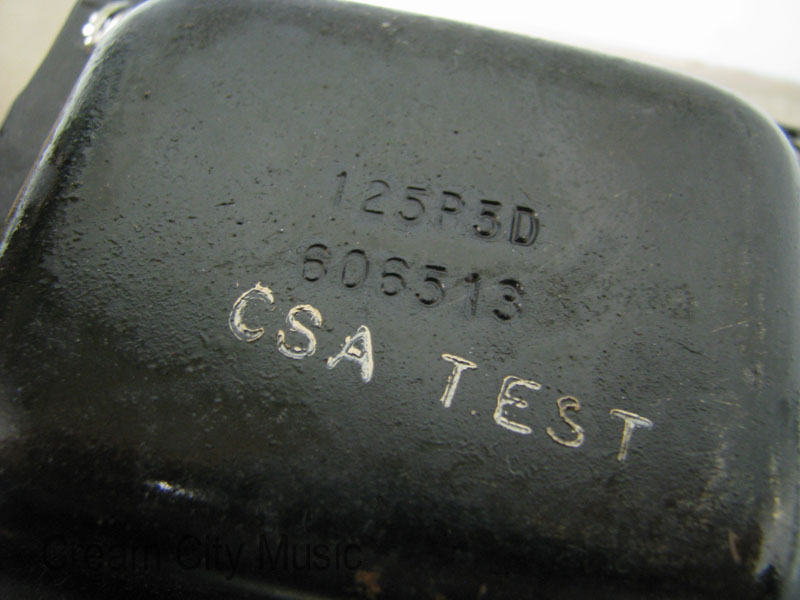 125P5D
606513
CSA TEST
Cream City Music